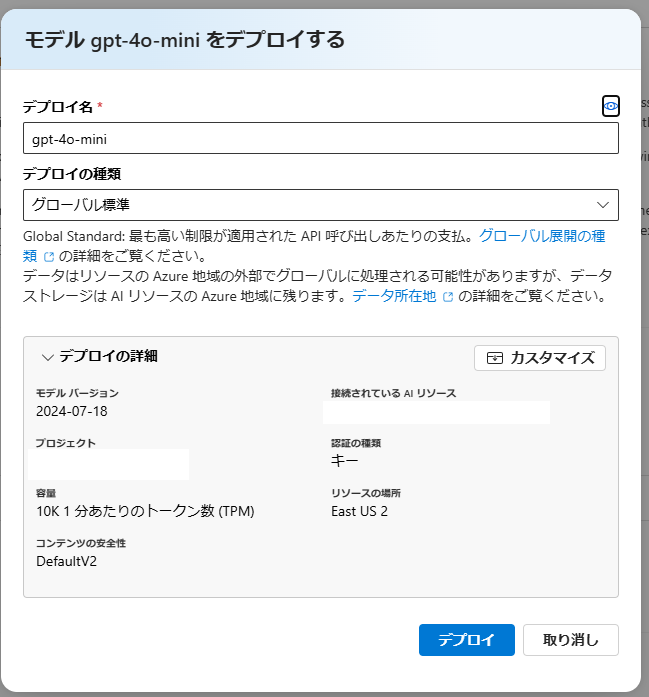 モデル gpt-4o-mini をデプロイする
デプロイ名 *
gpt-4o-mini
デプロイの種類
グローバル標準
Global Standard: 最も高い制限が適用された API 呼び出しあたりの支払。グローバル展開の種
類 の詳細をご覧ください。
データはリソースの Azure 地域の外部でグローバルに処理される可能性がありますが、データ
ストレージは AI リソースの Azure 地域に残ります。データ所在地 の詳細をご覧ください。
デプロイの詳細
カスタマイズ
モデル バージョン
2024-07-18
接続されている AI リソース
プロジェクト
認証の種類
キー
容量
10K 1 分あたりのトークン数 (TPM)
リソースの場所
East US 2
コンテンツの安全性
DefaultV2
デプロイ
取り消し